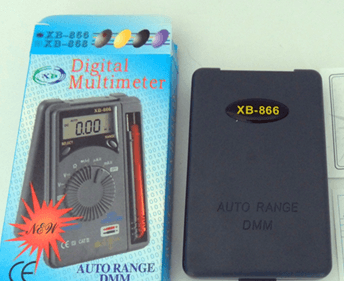 XB-866
XB-868
XB
Digital
Multimeter
XB-866
0.00
RESET
NEW
CE
AUTO RANGE
DMM
XB-866
AUTO RANGE
DMM